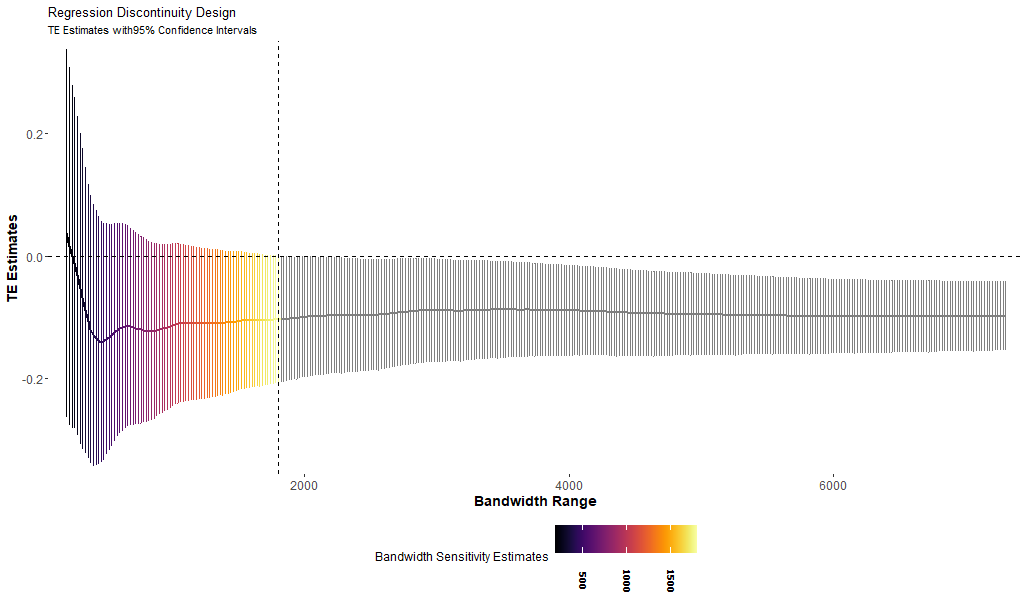 Regression Discontinuity Design
TE Estimates with95% Confidence Intervals
TE Estimates
0.2
0.0
-0.2
2000
4000
6000
Bandwidth Range
Bandwidth Sensitivity Estimates
500
1000
1500